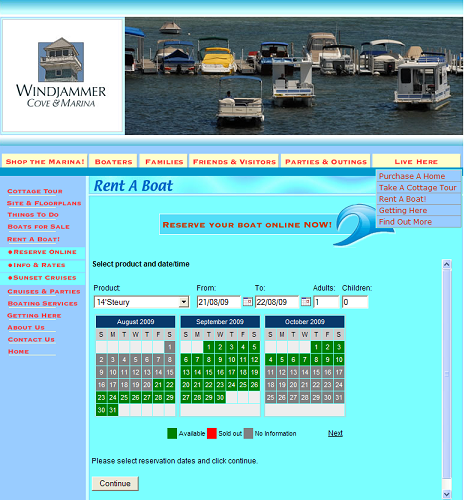 WINDJAMMER
COVE & MARINA
SHOP THE MARINA!
BOATERS
FAMILIES
FRIENDS & VISITORS
PARTIES & OUTINGS
LIVE HERE
Purchase A Home
Take A Cottage Tour
Rent A Boat!
Getting Here
Find Out More
COTTAGE TOUR
SITE & FLOORPLANS
THINGS TO DO
BOATS FOR SALE
RENT A BOAT!
RESERVE ONLINE
INFO & RATES
SUNSET CRUISES
CRUISES & PARTIES
BOATING SERVICES
GETTING HERE
ABOUT US
CONTACT US
HOME
Rent A Boat
RESERVE YOUR BOAT ONLINE NOW!
Select product and date/time
Product: From: To: Adults: Children:
14'Steury 21/08/09 22/08/09 1 0
August 2009
S M T W T F S
1
2 3 4 5 6 7 8
9 10 11 12 13 14 15
16 17 18 19 20 21 22
23 24 25 26 27 28 29
30 31
September 2009
S M T W T F S
1 2 3 4 5
6 7 8 9 10 11 12
13 14 15 16 17 18 19
20 21 22 23 24 25 26
27 28 29 30
October 2009
S M T W T F S
1 2 3
4 5 6 7 8 9 10
11 12 13 14 15 16 17
18 19 20 21 22 23 24
25 26 27 28 29 30 31
Available Sold out No Information Next
Please select reservation dates and click continue.
Continue